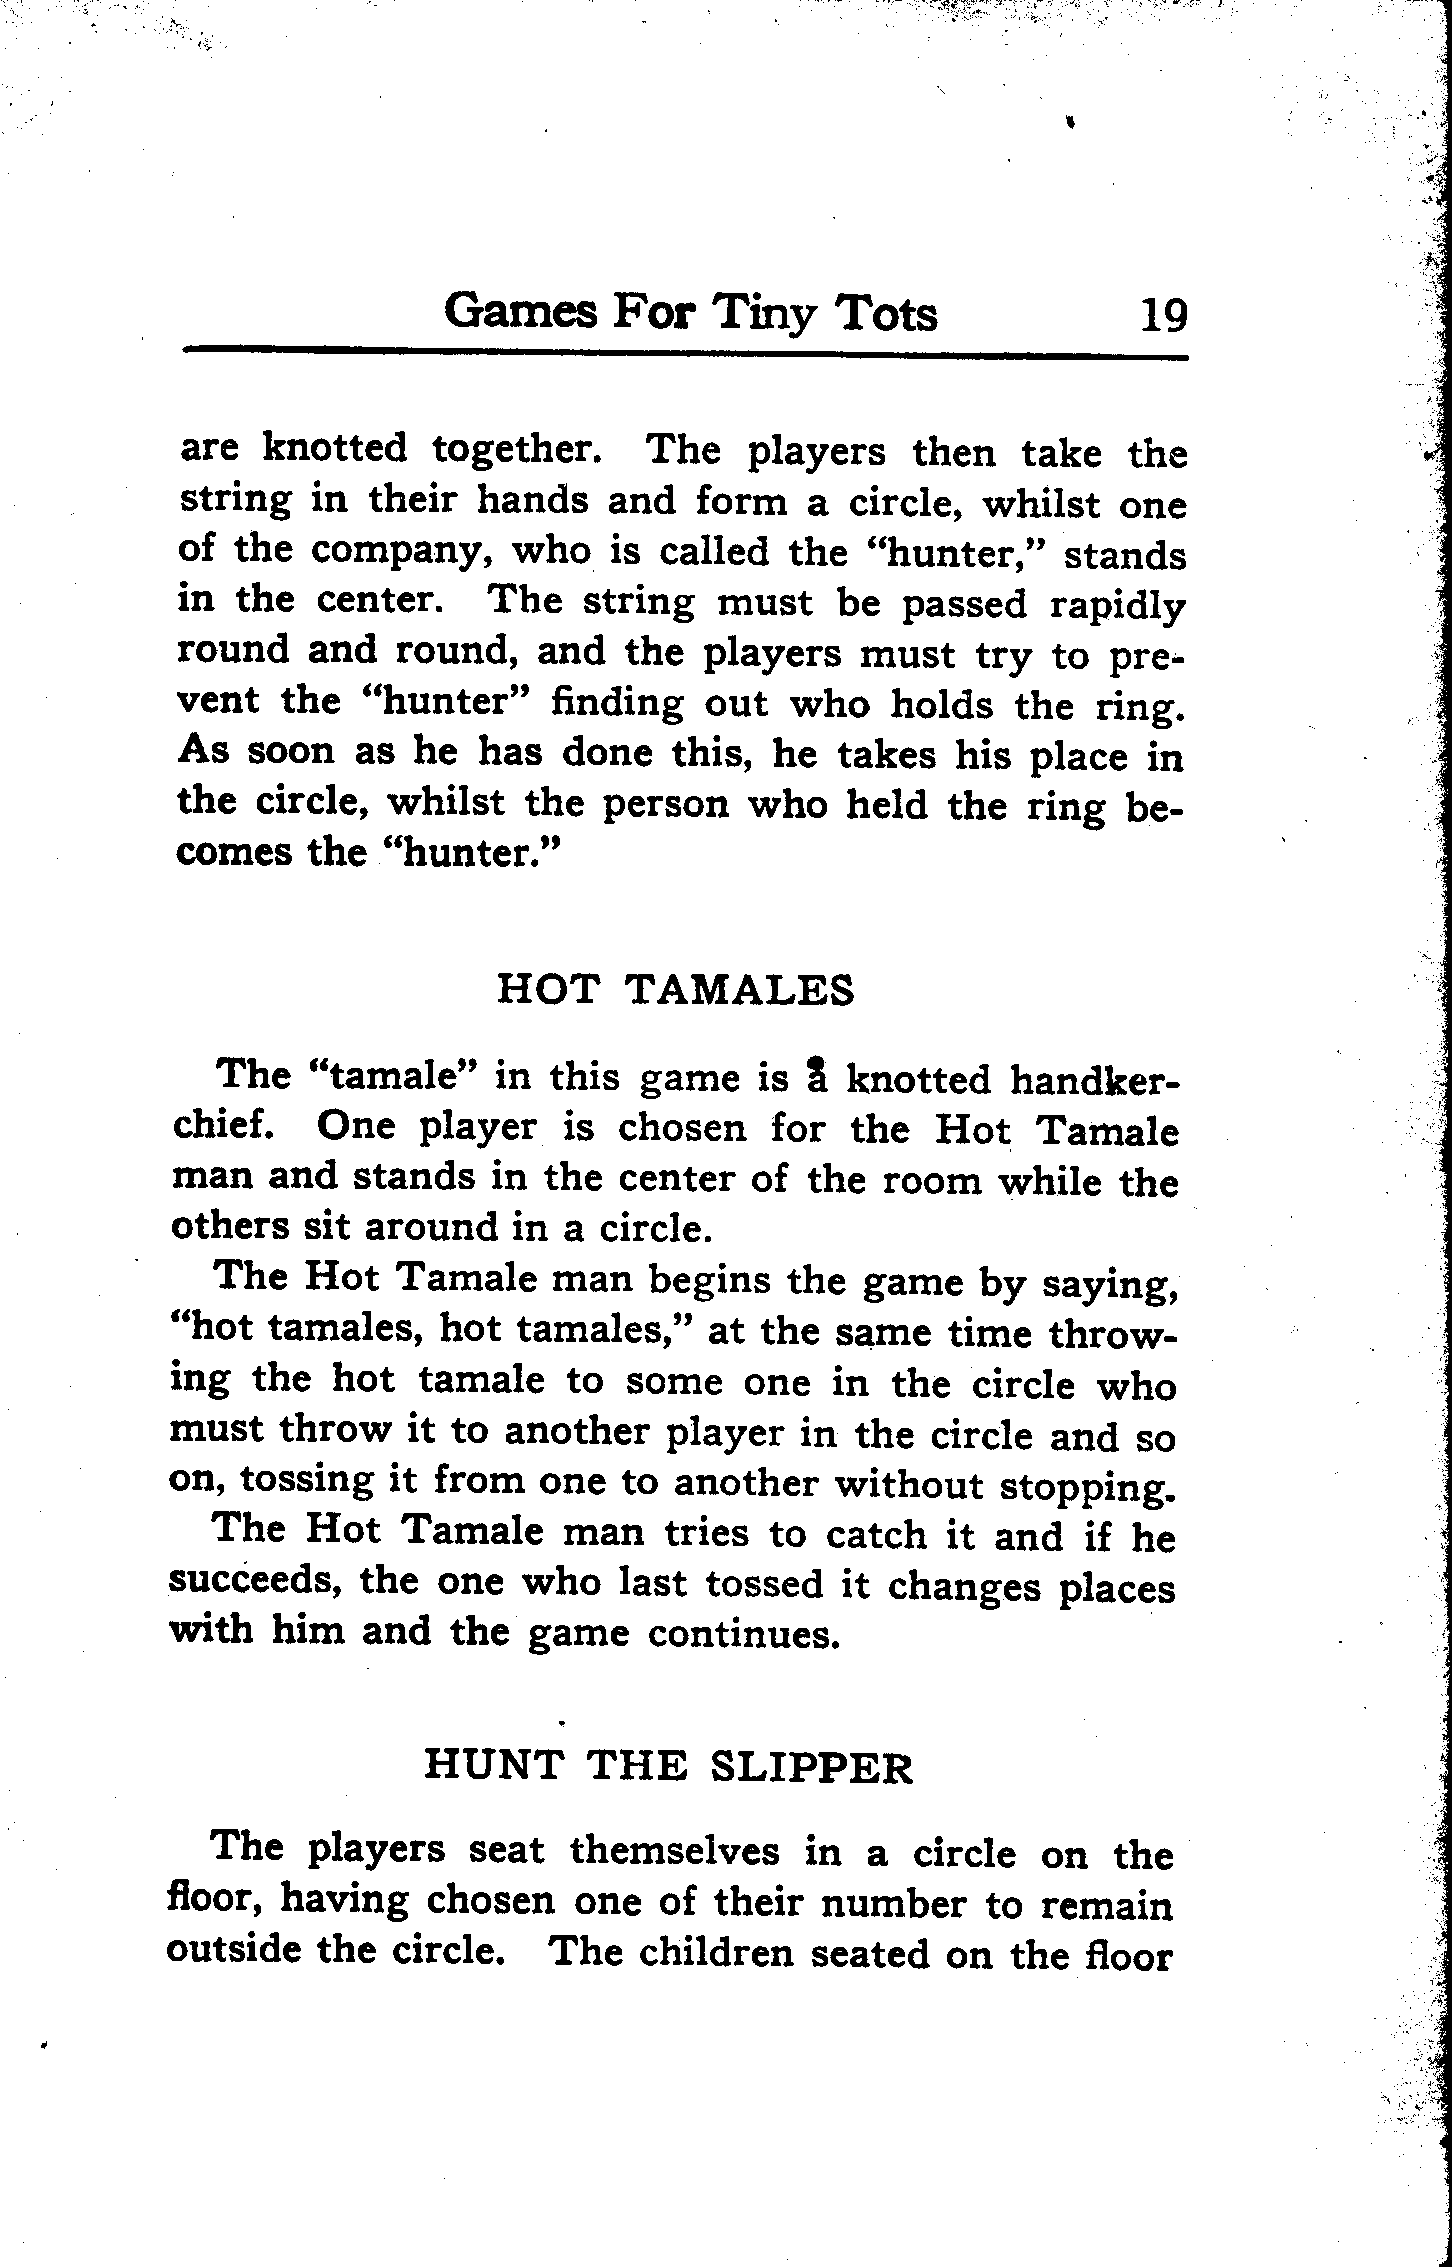 Games For Tiny Tots 19
are knotted together. The players then take the
string in their hands and form a circle, whilst one
of the company, who is called the "hunter," stands
in the center. The string must be passed rapidly
round and round, and the players must try to pre-
vent the "hunter" finding out who holds the ring.
As soon as he has done this, he takes his place in
the circle, whilst the person who held the ring be-
comes the "hunter."
HOT TAMALES
The "tamale" in this game is a knotted handker-
chief. One player is chosen for the Hot Tamale
man and stands in the center of the room while the
others sit around in a circle.
The Hot Tamale man begins the game by saying,
"hot tamales, hot tamales," at the same time throw-
ing the hot tamale to some one in the circle who
must throw it to another player in the circle and so
on, tossing it from one to another without stopping.
The Hot Tamale man tries to catch it and if he
succeeds, the one who last tossed it changes places
with him and the game continues.
HUNT THE SLIPPER
The players seat themselves in a circle on the
floor, having chosen one of their number to remain
outside the circle. The children seated on the floor